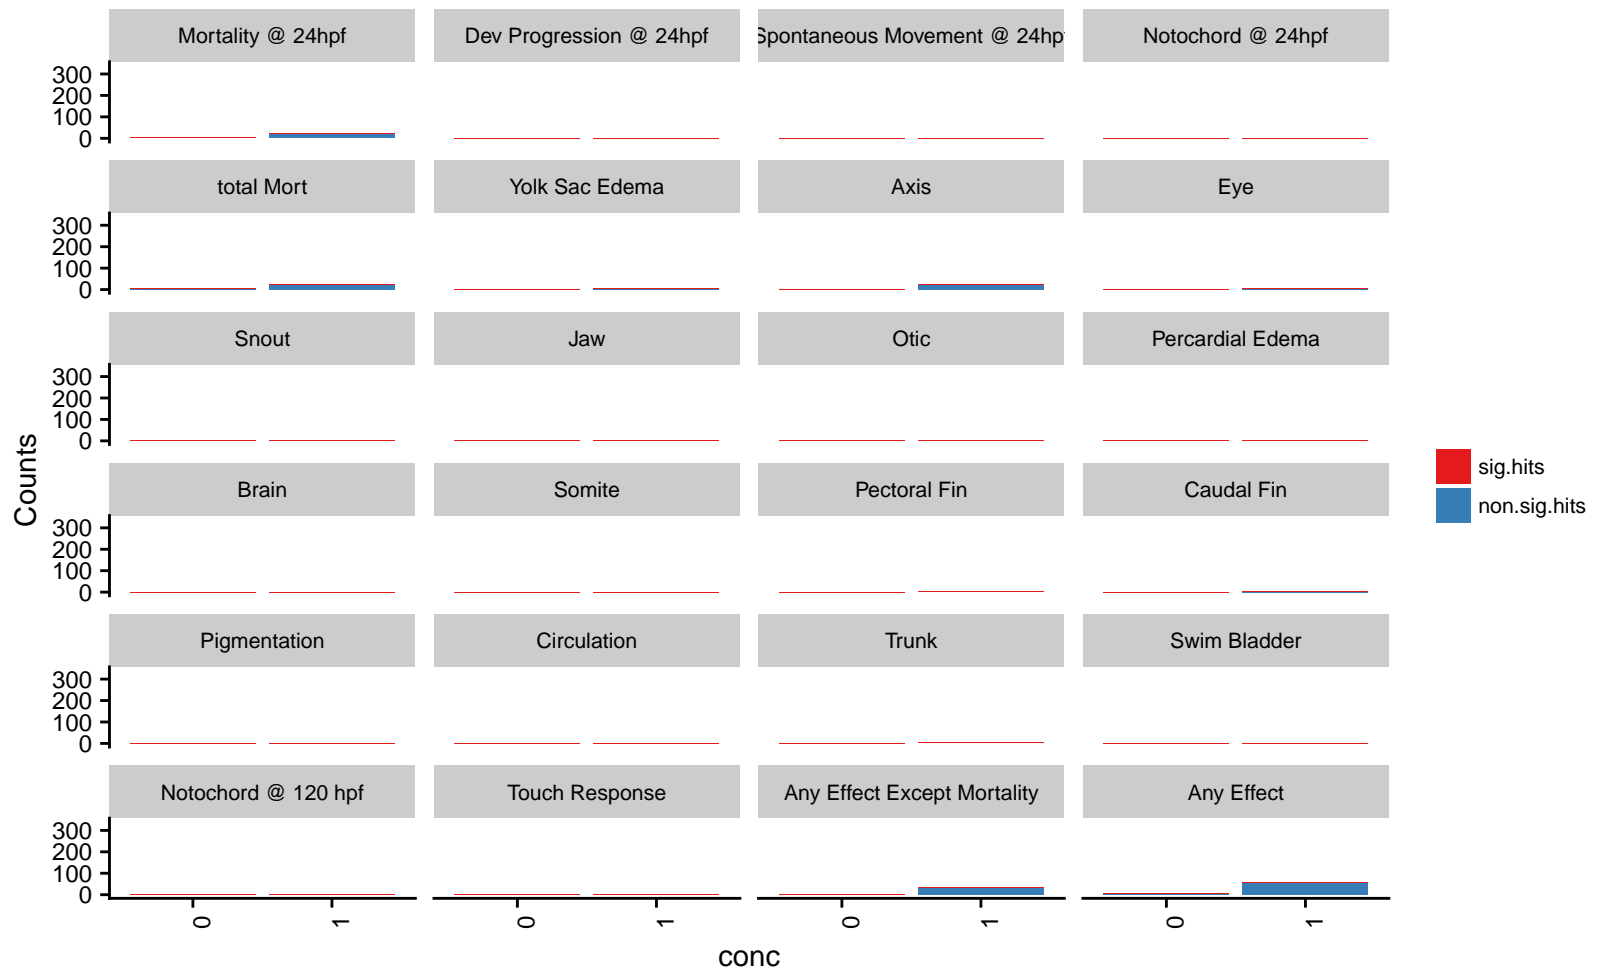 Mortality @ 24hpf
Dev Progression @ 24hpf
Spontaneous Movement @ 24hp
Notochord @ 24hpf
300
200
100
0
total Mort
Yolk Sac Edema
Axis
Eye
300
200
100
0
Snout
Jaw
Otic
Percardial Edema
300
200
100
0
Counts
sig.hits
non.sig.hits
Brain
Somite
Pectoral Fin
Caudal Fin
300
200
100
0
Pigmentation
Circulation
Trunk
Swim Bladder
300
200
100
0
Notochord @ 120 hpf
Touch Response
Any Effect Except Mortality
Any Effect
300
200
100
0
0
1
0
1
0
1
0
1
conc